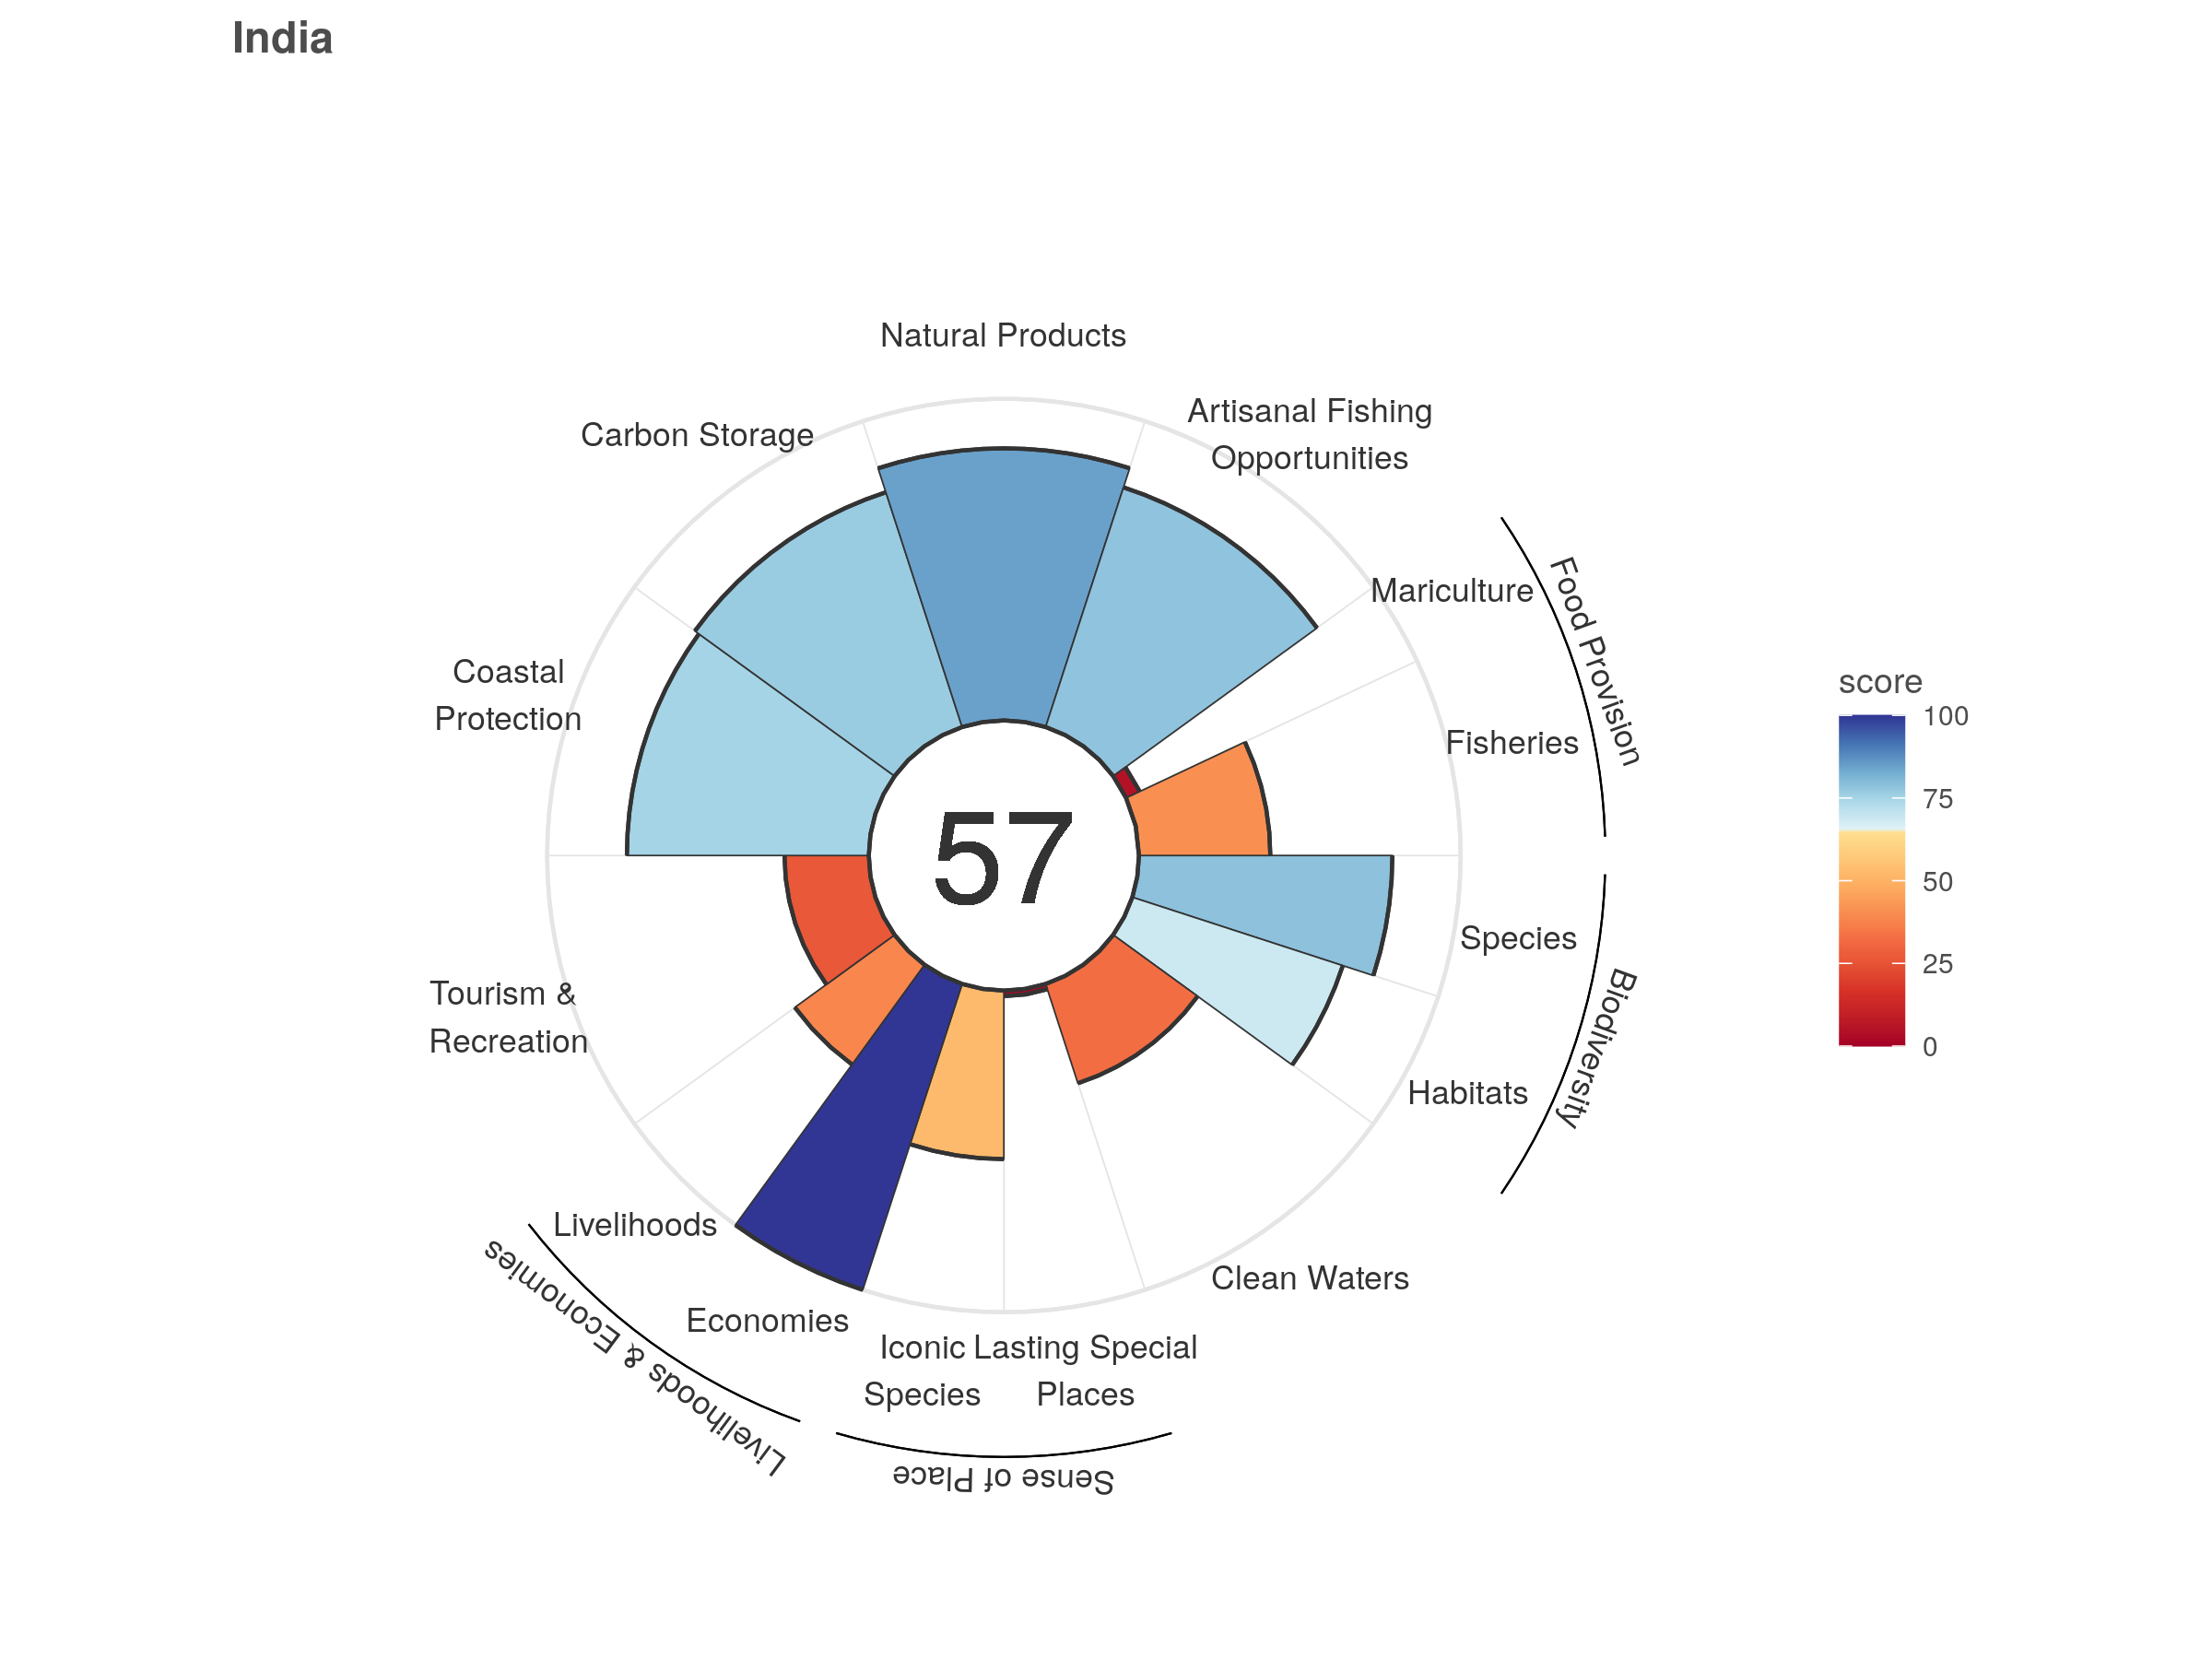 India
Natural Products
Artisanal Fishing
Opportunities
Carbon Storage
Mariculture
Food Provision
Fisheries
Coastal
Protection
57
score
100
75
50
25
0
Species
Biodiversity
Habitats
Tourism &
Recreation
Livelihoods
Livelihoods & Economies
Economies
Clean Waters
Iconic
Species
Lasting Special
Places
Sense of Place